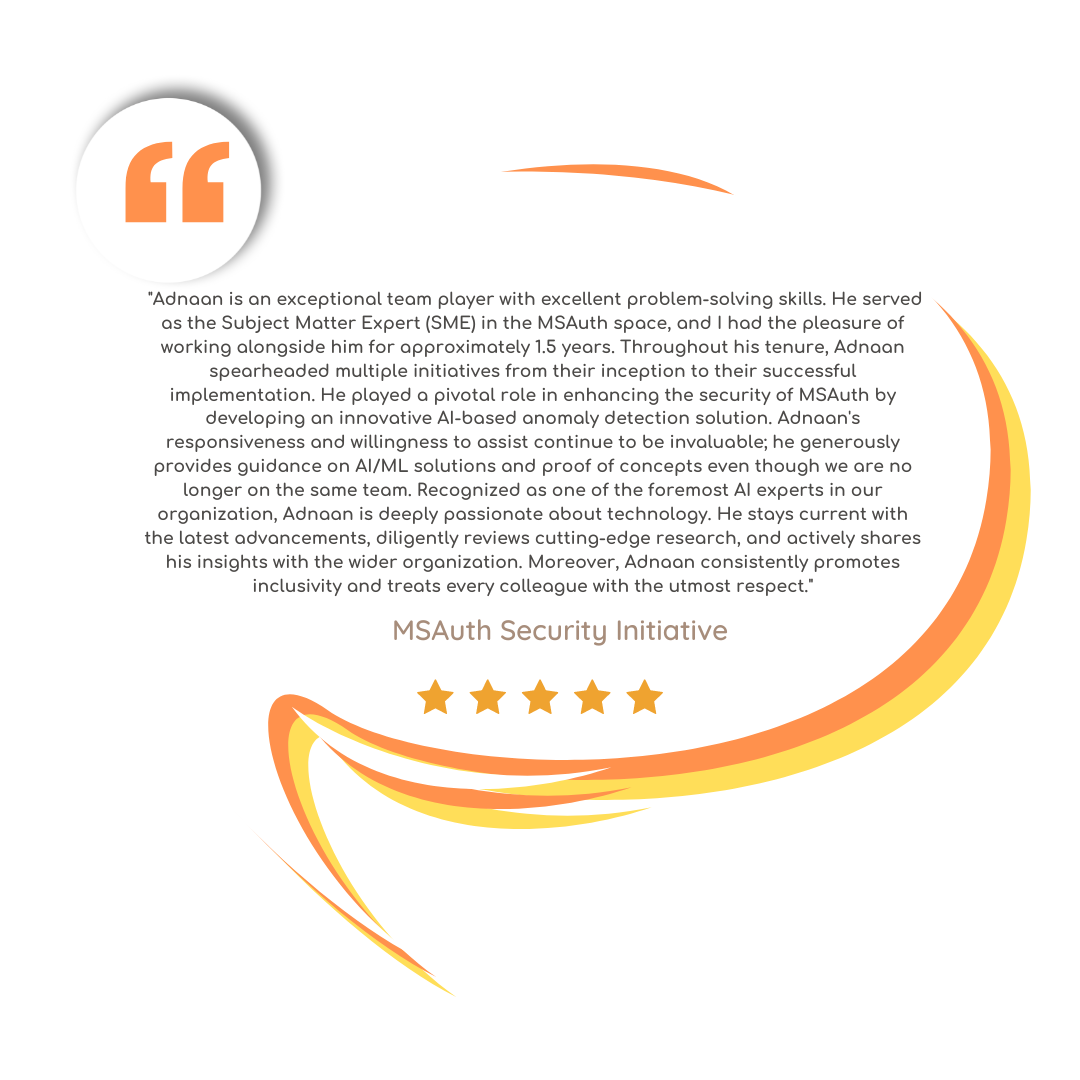 "Adnaan is an exceptional team player with excellent problem-solving skills. He served
as the Subject Matter Expert (SME) in the MSAuth space, and I had the pleasure of
working alongside him for approximately 1.5 years. Throughout his tenure, Adnaan
spearheaded multiple initiatives from their inception to their successful
implementation. He played a pivotal role in enhancing the security of MSAuth by
developing an innovative AI-based anomaly detection solution. Adnaan's
responsiveness and willingness to assist continue to be invaluable; he generously
provides guidance on AI/ML solutions and proof of concepts even though we are no
longer on the same team. Recognized as one of the foremost AI experts in our
organization, Adnaan is deeply passionate about technology. He stays current with
the latest advancements, diligently reviews cutting-edge research, and actively shares
his insights with the wider organization. Moreover, Adnaan consistently promotes
inclusivity and treats every colleague with the utmost respect."
MSAuth Security Initiative